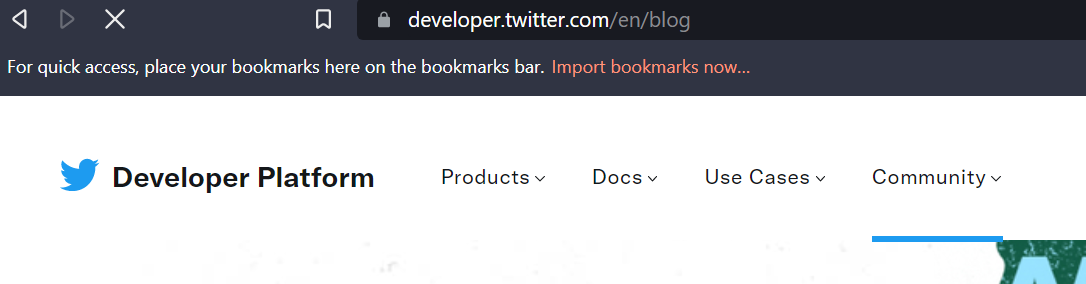 developer.twitter.com/en/blog
For quick access, place your bookmarks here on the bookmarks bar. Import bookmarks now...
Developer Platform Products Docs Use Cases Community